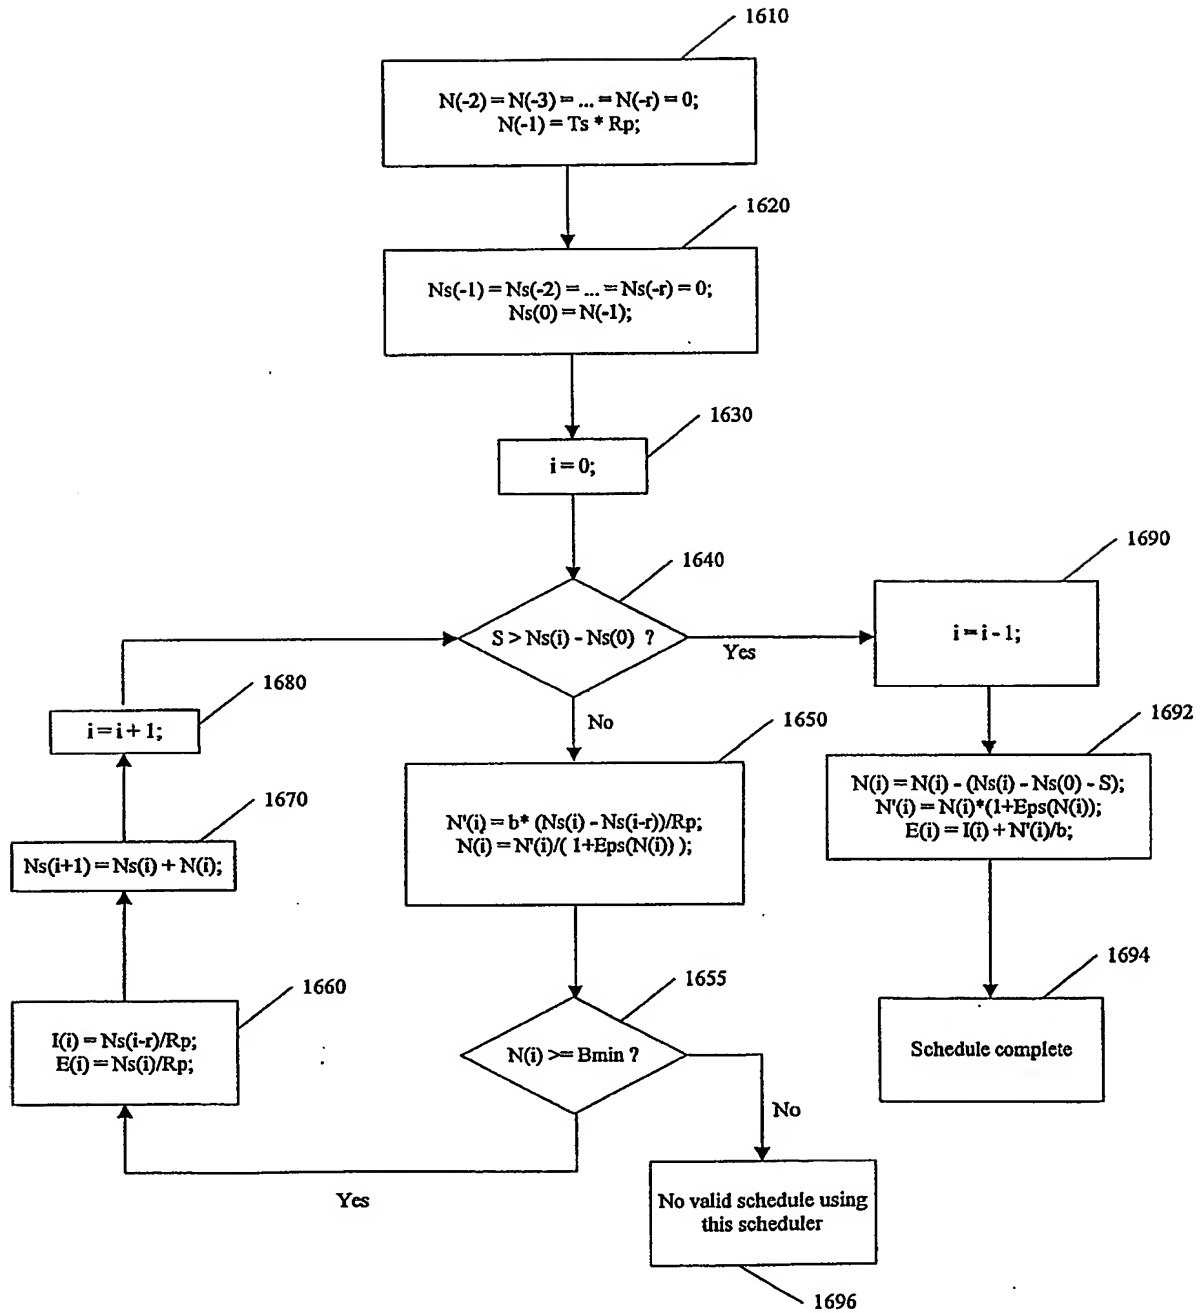 1610
N(-2) = N(-3) = ... = N(-r) = 0;
N(-1) = Ts * Rp;
1620
Ns(-1) = Ns(-2) = ... = Ns(-r) = 0;
Ns(0) = N(-1);
1630
i = 0;
1640
S > Ns(i) - Ns(0) ?
Yes
1690
i = i - 1;
1680
i = i + 1;
No
1650
N'(i) = b* (Ns(i) - Ns(i-r))/Rp;
N(i) = N'(i)/( 1+Eps(N(i)) );
1692
N(i) = N(i) - (Ns(i) - Ns(0) - S);
N'(i) = N(i)*(1+Eps(N(i));
E(i) = I(i) + N'(i)/b;
1670
Ns(i+1) = Ns(i) + N(i);
1660
I(i) = Ns(i-r)/Rp;
E(i) = Ns(i)/Rp;
1655
N(i) >= Bmin ?
1694
Schedule complete
No
Yes
No valid schedule using
this scheduler
1696